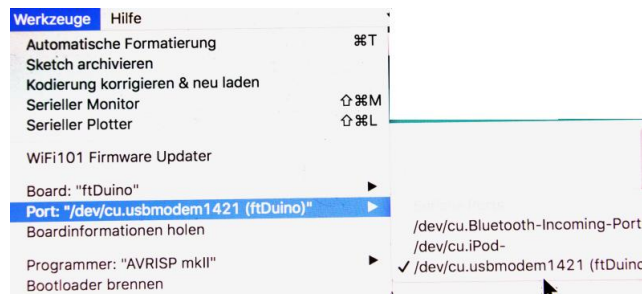 Werkzeuge Hilfe
Automatische Formatierung ⌘T
Sketch archivieren
Kodierung korrigieren & neu laden
Serieller Monitor ⇧⌘M
Serieller Plotter ⇧⌘L
WiFi101 Firmware Updater
Board: "ftDuino"
Port: "/dev/cu.usbmodem1421 (ftDuino)"
Boardinformationen holen
Programmer: "AVRISP mkII"
Bootloader brennen
/dev/cu.Bluetooth-Incoming-Port
/dev/cu.iPod-
✓ /dev/cu.usbmodem1421 (ftDuino